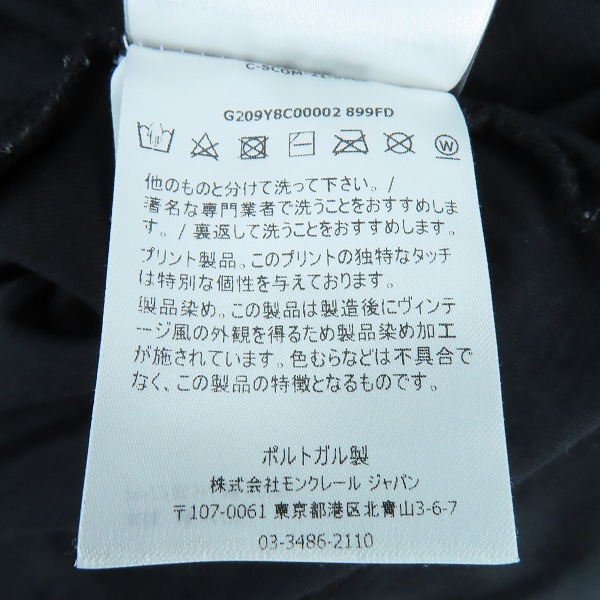 G209Y8C00002 899FD
W
他のものと分けて洗って下さい。/
著名な専門業者で洗うことをおすすめしま
す。/ 裏返して洗うことをおすすめします。
プリント製品。このプリントの独特なタッチ
は特別な個性を与えております。
製品染め。この製品は製造後にヴィンテ
ージ風の外観を得るため製品染め加工
が施されています。色むらなどは不具合で
なく、この製品の特徴となるものです。
ポルトガル製
株式会社モンクレール ジャパン
〒107-0061 東京都港区北青山3-6-7
03-3486-2110